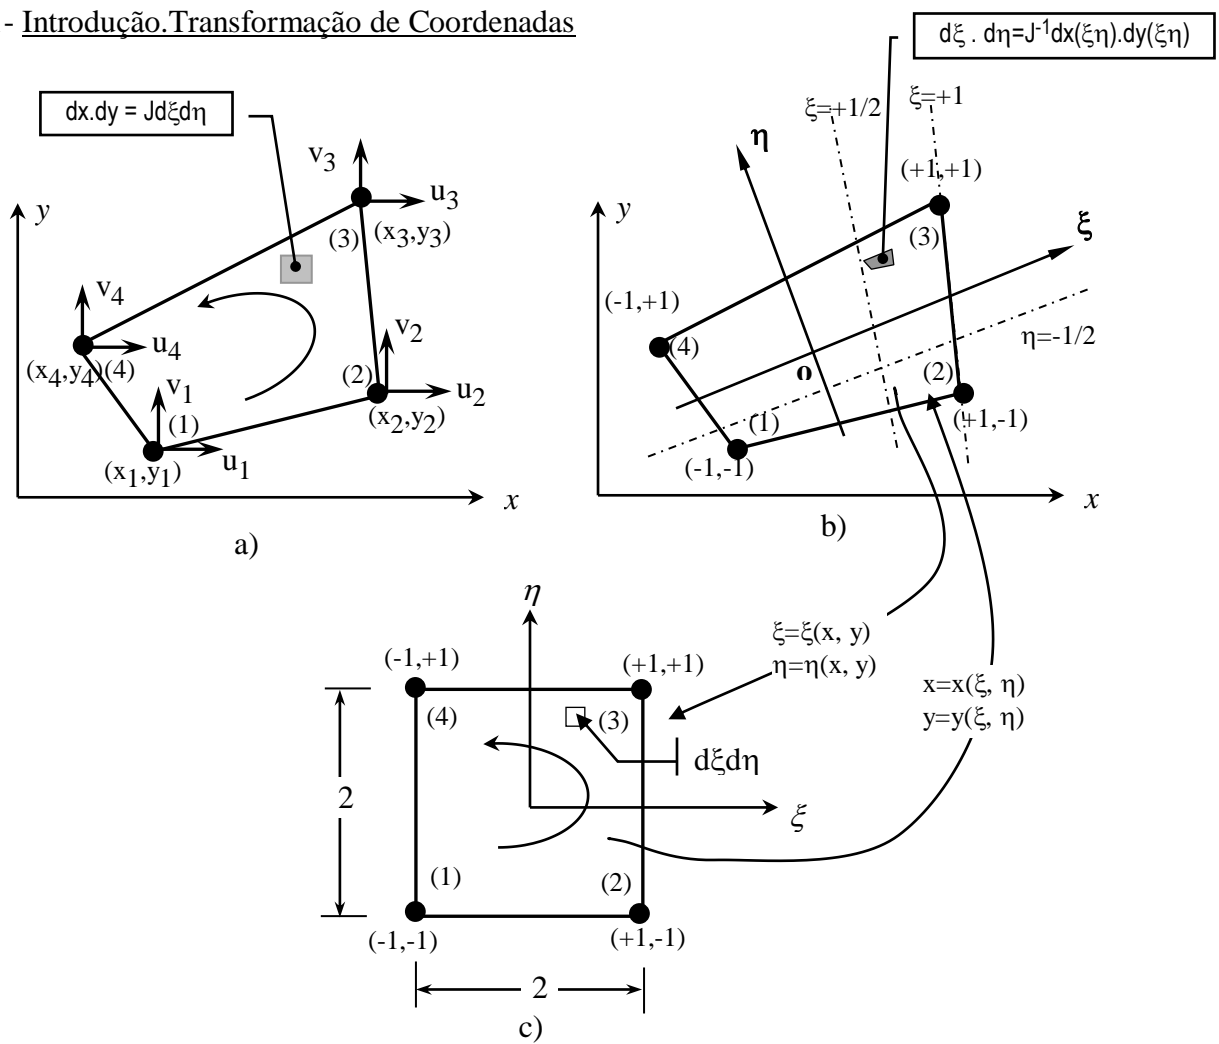 - Introdução.Transformação de Coordenadas
dx.dy = Jdξdη
v3
u3
y
(3)
(x3,y3)
v4
u4
(x4,y4)(4)
v1
(1)
u1
(x1,y1)
v2
(2)
u2
(x2,y2)
x
a)
dξ . dη=J-1dx(ξη).dy(ξη)
ξ=+1/2
ξ=+1
η
(+1,+1)
y
(3)
ξ
(-1,+1)
(4)
η=-1/2
o
(2)
(1)
(+1,-1)
(-1,-1)
x
b)
η
ξ=ξ(x, y)
η=η(x, y)
(-1,+1)
(+1,+1)
x=x(ξ, η)
y=y(ξ, η)
(4)
(3)
dξdη
2
ξ
(1)
(2)
(-1,-1)
(+1,-1)
2
c)